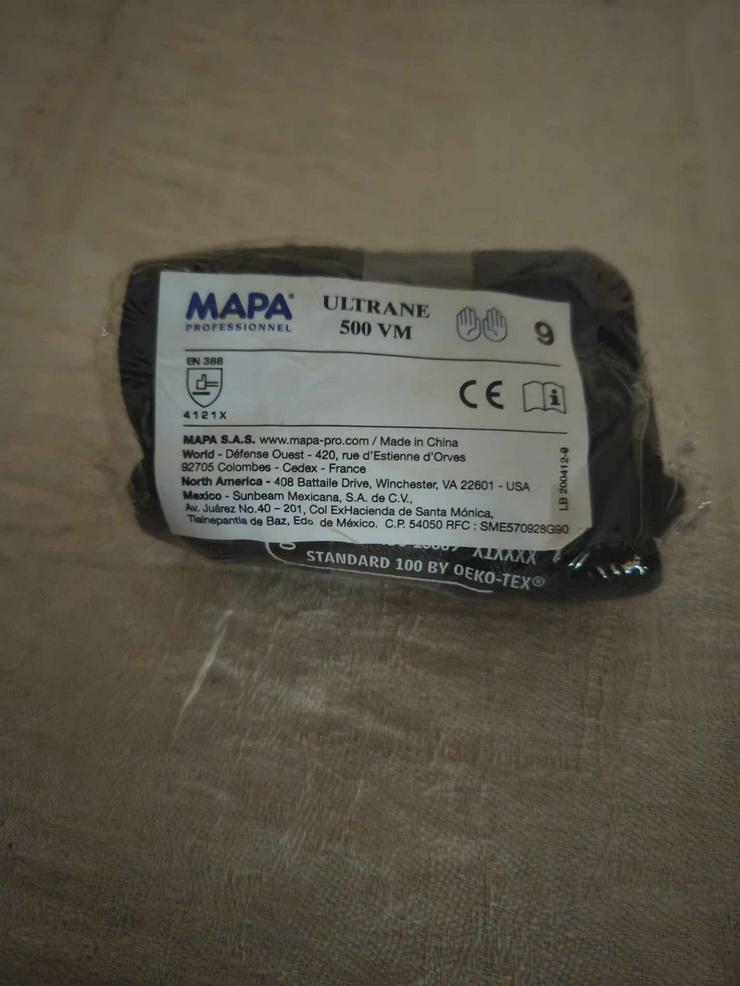 MAPA®
PROFESSIONNEL
ULTRANE
500 VM
9
EN 388
4121X
CE
i
MAPA S.A.S. www.mapa-pro.com / Made in China
World - Défense Ouest - 420, rue d'Estienne d'Orves
92705 Colombes - Cedex - France
North America - 408 Battaile Drive, Winchester, VA 22601 - USA
Mexico - Sunbeam Mexicana, S.A. de C.V.,
Av. Juárez No.40 – 201, Col ExHacienda de Santa Mónica,
Tlalnepantla de Baz, Edo. de México. C.P. 54050 RFC : SME570928G90
LB 200412-9
STANDARD 100 BY OEKO-TEX®